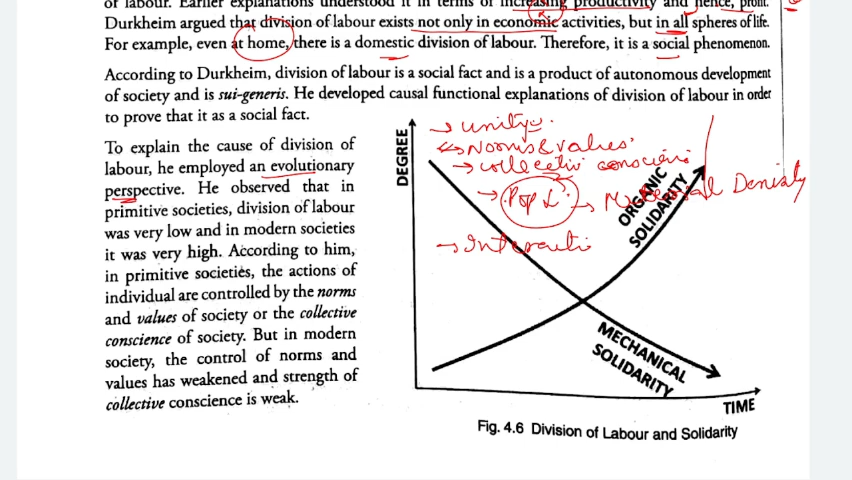 of labour. Earlier explanations understood it in terms of increasing productivity and hence, profit.
Durkheim argued that division of labour exists not only in economic activities, but in all spheres of life.
For example, even at home, there is a domestic division of labour. Therefore, it is a social phenomenon.
According to Durkheim, division of labour is a social fact and is a product of autonomous development
of society and is sui-generis. He developed causal functional explanations of division of labour in order
to prove that it as a social fact.
To explain the cause of division of
labour, he employed an evolutionary
perspective. He observed that in
primitive societies, division of labour
was very low and in modern societies
it was very high. According to him,
in primitive societies, the actions of
individual are controlled by the norms
and values of society or the collective
conscience of society. But in modern
society, the control of norms and
values has weakened and strength of
collective conscience is weak.
DEGREE
→ unity
→ Norms & values
→ collectiv conscien
→ Pop
→
ORGANIC
SOLIDARITY
→ Interacti
MECHANICAL
SOLIDARITY
TIME
Fig. 4.6 Division of Labour and Solidarity